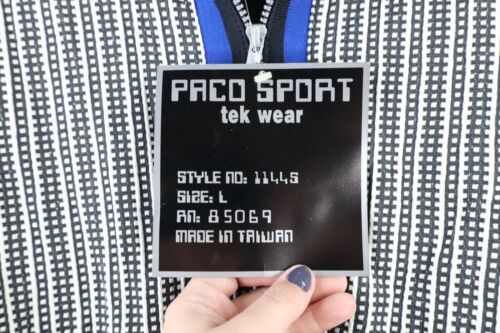 PACO SPORT
tek wear
STYLE NO: 11445
SIZE: L
RN: 85069
MADE IN TAIWAN